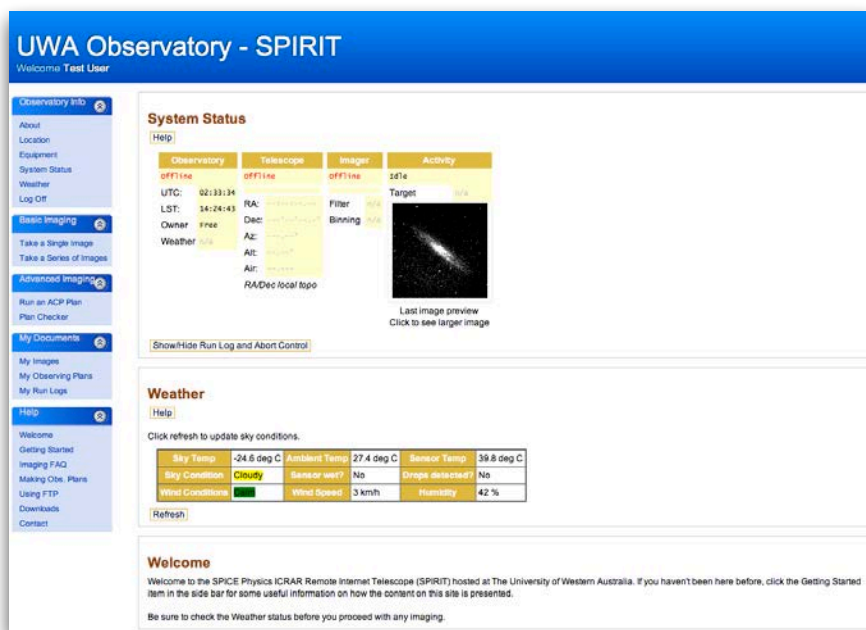 UWA Observatory - SPIRIT
Welcome Test User
Observatory Info
About
Location
Equipment
System Status
Weather
Log Off
Basic Imaging
Take a Single Image
Take a Series of Images
Advanced Imaging
Run an ACP Plan
Plan Checker
My Documents
My Images
My Observing Plans
My Run Logs
Help
Welcome
Getting Started
Imaging FAQ
Making Obs. Plans
Using FTP
Downloads
Contact
System Status
Help
Observatory Telescope Imager Activity
Offline Offline Offline Idle
UTC: 02:33:34
LST: 14:24:43
Owner Free
Weather n/a
RA:
Dec:
Az:
Alt:
Air:
RA/Dec local topo
Filter n/a
Binning n/a
Target n/a
Last image preview
Click to see larger image
Show/Hide Run Log and Abort Control
Weather
Help
Click refresh to update sky conditions.
Sky Temp -24.6 deg C Ambient Temp 27.4 deg C Sensor Temp 39.8 deg C
Sky Condition Cloudy Sensor wet? No Drops detected? No
Wind Conditions Calm Wind Speed 3 km/h Humidity 42 %
Refresh
Welcome
Welcome to the SPICE Physics ICRAR Remote Internet Telescope (SPIRIT) hosted at The University of Western Australia. If you haven't been here before, click the Getting Started
item in the side bar for some useful information on how the content on this site is presented.
Be sure to check the Weather status before you proceed with any imaging.